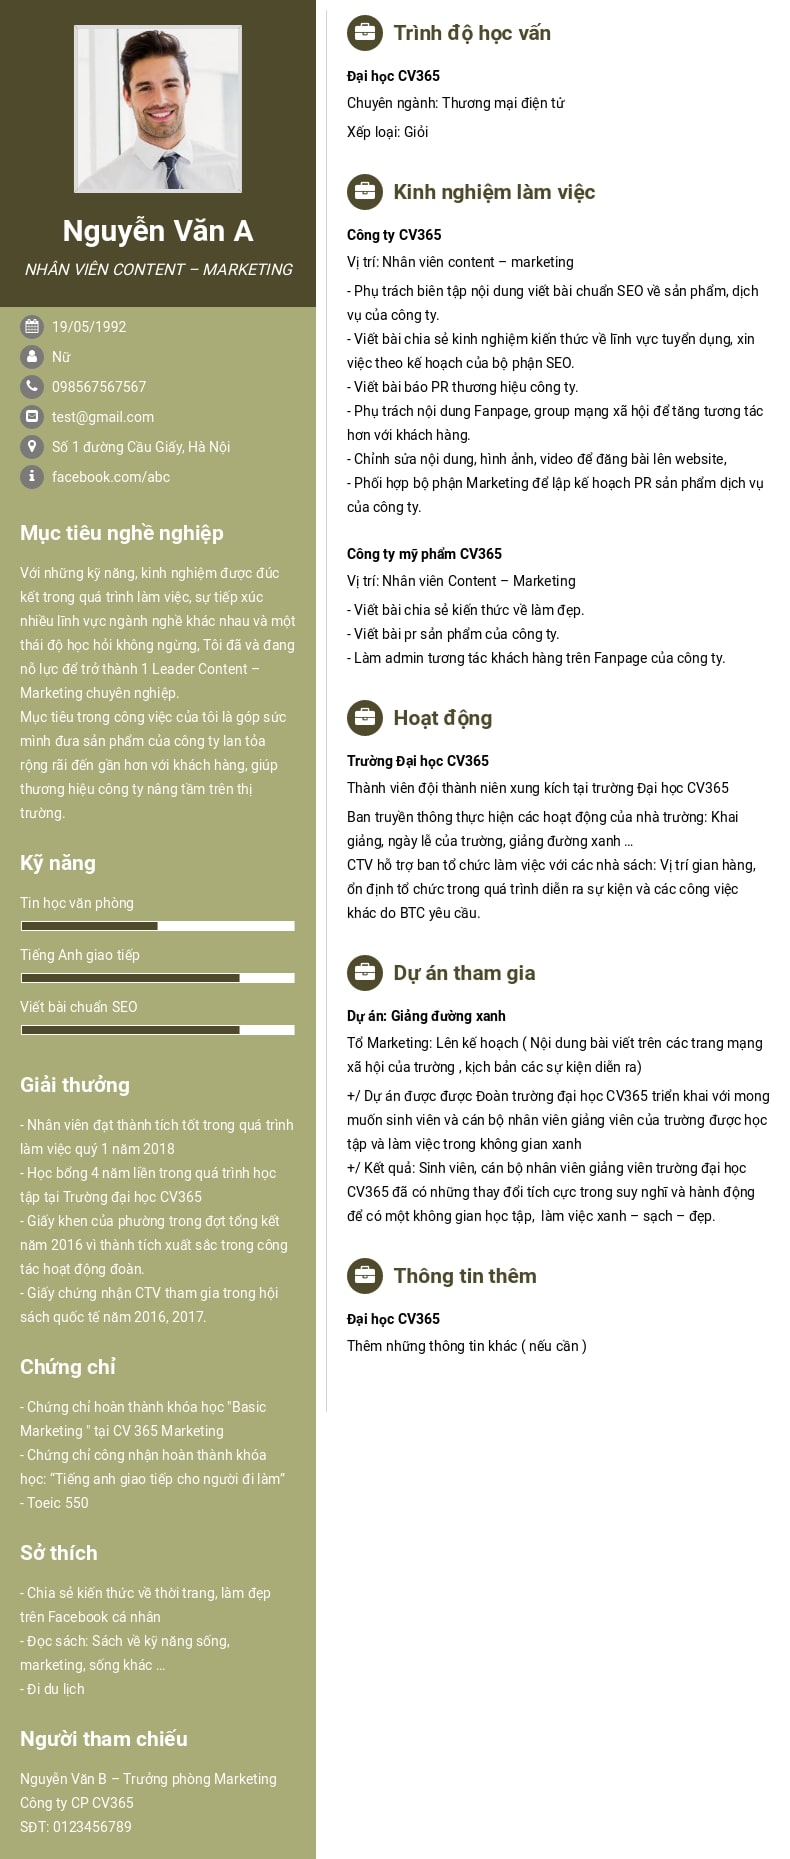 Nguyễn Văn A
NHÂN VIÊN CONTENT – MARKETING
19/05/1992
Nữ
098567567567
test@gmail.com
Số 1 đường Cầu Giấy, Hà Nội
facebook.com/abc
Mục tiêu nghề nghiệp
Với những kỹ năng, kinh nghiệm được đúc
kết trong quá trình làm việc, sự tiếp xúc
nhiều lĩnh vực ngành nghề khác nhau và một
thái độ học hỏi không ngừng, Tôi đã và đang
nỗ lực để trở thành 1 Leader Content –
Marketing chuyên nghiệp.
Mục tiêu trong công việc của tôi là góp sức
mình đưa sản phẩm của công ty lan tỏa
rộng rãi đến gần hơn với khách hàng, giúp
thương hiệu công ty nâng tầm trên thị
trường.
Kỹ năng
Tin học văn phòng
Tiếng Anh giao tiếp
Viết bài chuẩn SEO
Giải thưởng
- Nhân viên đạt thành tích tốt trong quá trình
làm việc quý 1 năm 2018
- Học bổng 4 năm liền trong quá trình học
tập tại Trường đại học CV365
- Giấy khen của phường trong đợt tổng kết
năm 2016 vì thành tích xuất sắc trong công
tác hoạt động đoàn.
- Giấy chứng nhận CTV tham gia trong hội
sách quốc tế năm 2016, 2017.
Chứng chỉ
- Chứng chỉ hoàn thành khóa học "Basic
Marketing " tại CV 365 Marketing
- Chứng chỉ công nhận hoàn thành khóa
học: “Tiếng anh giao tiếp cho người đi làm”
- Toeic 550
Sở thích
- Chia sẻ kiến thức về thời trang, làm đẹp
trên Facebook cá nhân
- Đọc sách: Sách về kỹ năng sống,
marketing, sống khác ...
- Đi du lịch
Người tham chiếu
Nguyễn Văn B – Trưởng phòng Marketing
Công ty CP CV365
SĐT: 0123456789
Trình độ học vấn
Đại học CV365
Chuyên ngành: Thương mại điện tử
Xếp loại: Giỏi
Kinh nghiệm làm việc
Công ty CV365
Vị trí: Nhân viên content – marketing
- Phụ trách biên tập nội dung viết bài chuẩn SEO về sản phẩm, dịch
vụ của công ty.
- Viết bài chia sẻ kinh nghiệm kiến thức về lĩnh vực tuyển dụng, xin
việc theo kế hoạch của bộ phận SEO.
- Viết bài báo PR thương hiệu công ty.
- Phụ trách nội dung Fanpage, group mạng xã hội để tăng tương tác
hơn với khách hàng.
- Chỉnh sửa nội dung, hình ảnh, video để đăng bài lên website,
- Phối hợp bộ phận Marketing để lập kế hoạch PR sản phẩm dịch vụ
của công ty.
Công ty mỹ phẩm CV365
Vị trí: Nhân viên Content – Marketing
- Viết bài chia sẻ kiến thức về làm đẹp.
- Viết bài pr sản phẩm của công ty.
- Làm admin tương tác khách hàng trên Fanpage của công ty.
Hoạt động
Trường Đại học CV365
Thành viên đội thành niên xung kích tại trường Đại học CV365
Ban truyền thông thực hiện các hoạt động của nhà trường: Khai
giảng, ngày lễ của trường, giảng đường xanh ...
CTV hỗ trợ ban tổ chức làm việc với các nhà sách: Vị trí gian hàng,
ổn định tổ chức trong quá trình diễn ra sự kiện và các công việc
khác do BTC yêu cầu.
Dự án tham gia
Dự án: Giảng đường xanh
Tổ Marketing: Lên kế hoạch ( Nội dung bài viết trên các trang mạng
xã hội của trường , kịch bản các sự kiện diễn ra)
+/ Dự án được được Đoàn trường đại học CV365 triển khai với mong
muốn sinh viên và cán bộ nhân viên giảng viên của trường được học
tập và làm việc trong không gian xanh
+/ Kết quả: Sinh viên, cán bộ nhân viên giảng viên trường đại học
CV365 đã có những thay đổi tích cực trong suy nghĩ và hành động
để có một không gian học tập,  làm việc xanh – sạch – đẹp.
Thông tin thêm
Đại học CV365
Thêm những thông tin khác ( nếu cần )